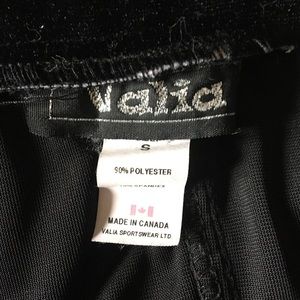 Valia
S
90% POLYESTER
MADE IN CANADA
VALIA SPORTSWEAR LTD